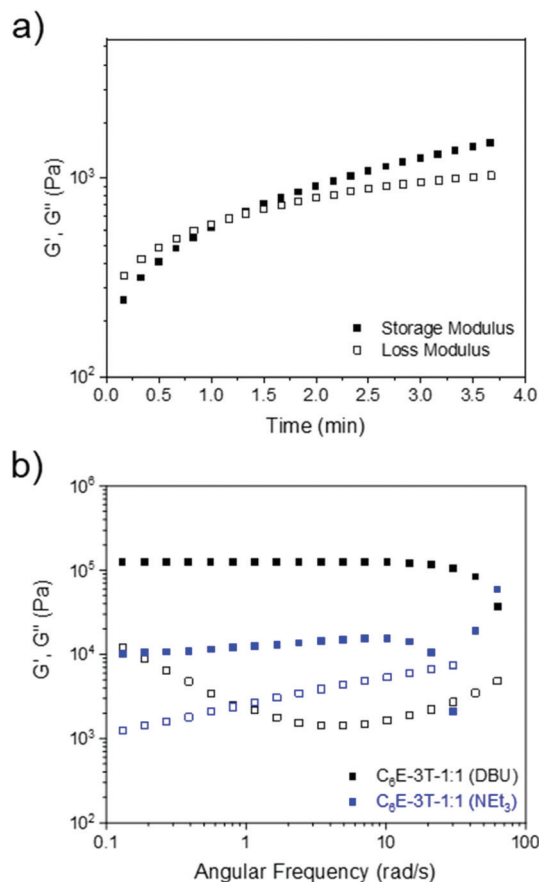 a)
G', G'' (Pa)
10³
10²
0.0 0.5 1.0 1.5 2.0 2.5 3.0 3.5 4.0
Time (min)
Storage Modulus
Loss Modulus
b)
G', G'' (Pa)
10⁶
10⁵
10⁴
10³
10²
0.1 1 10 100
Angular Frequency (rad/s)
C₆E-3T-1:1 (DBU)
C₆E-3T-1:1 (NEt₃)